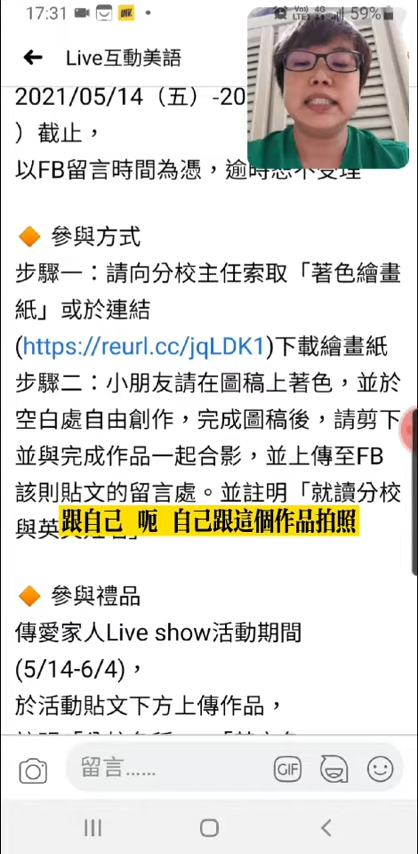 17:31
Vo) 4G
LTE1
59%
Live互動美語
2021/05/14（五）-20
）截止，
以FB留言時間為憑，逾時恕不受理
參與方式
步驟一：請向分校主任索取「著色繪畫
紙」或於連結
(https://reurl.cc/jqLDK1)下載繪畫紙
步驟二：小朋友請在圖稿上著色，並於
空白處自由創作，完成圖稿後，請剪下
並與完成作品一起合影，並上傳至FB
該則貼文的留言處。並註明「就讀分校
與英
跟自己 呃 自己跟這個作品拍照
參與禮品
傳愛家人Live show活動期間
(5/14-6/4)，
於活動貼文下方上傳作品，
留言......
GIF